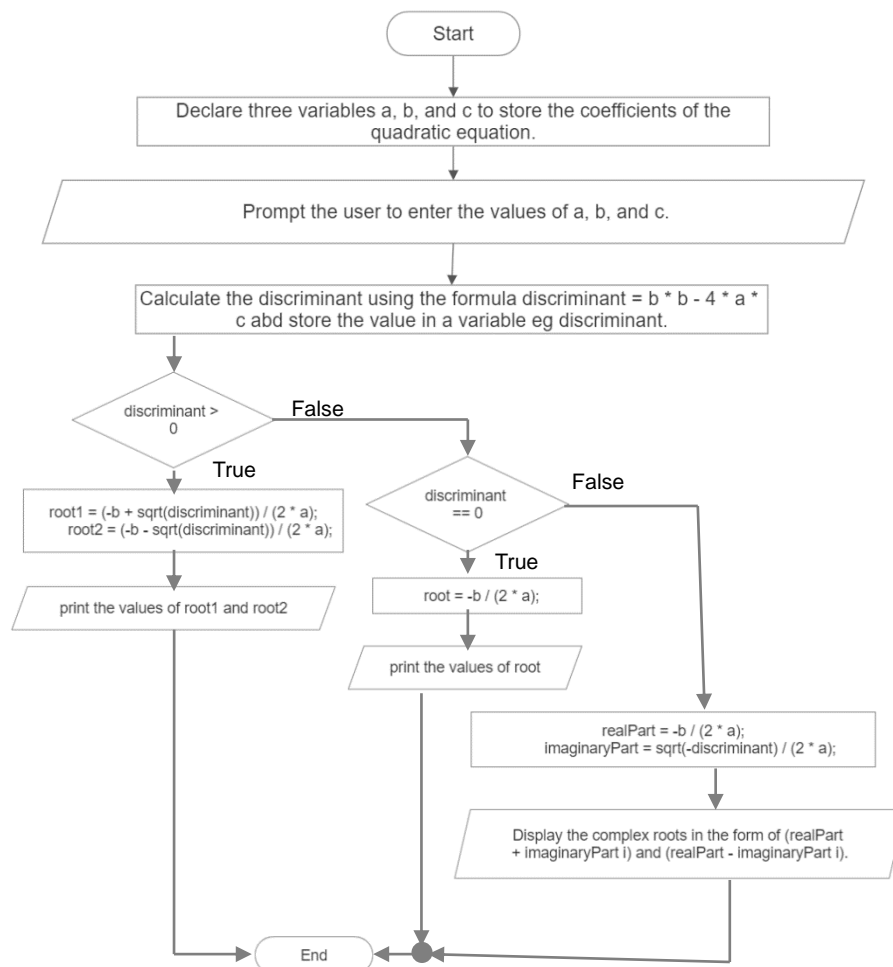 Start
Declare three variables a, b, and c to store the coefficients of the
quadratic equation.
Prompt the user to enter the values of a, b, and c.
Calculate the discriminant using the formula discriminant = b * b - 4 * a *
c abd store the value in a variable eg discriminant.
discriminant >
0
False
True
root1 = (-b + sqrt(discriminant)) / (2 * a);
root2 = (-b - sqrt(discriminant)) / (2 * a);
print the values of root1 and root2
discriminant
== 0
False
True
root = -b / (2 * a);
print the values of root
realPart = -b / (2 * a);
imaginaryPart = sqrt(-discriminant) / (2 * a);
Display the complex roots in the form of (realPart
+ imaginaryPart i) and (realPart - imaginaryPart i).
End